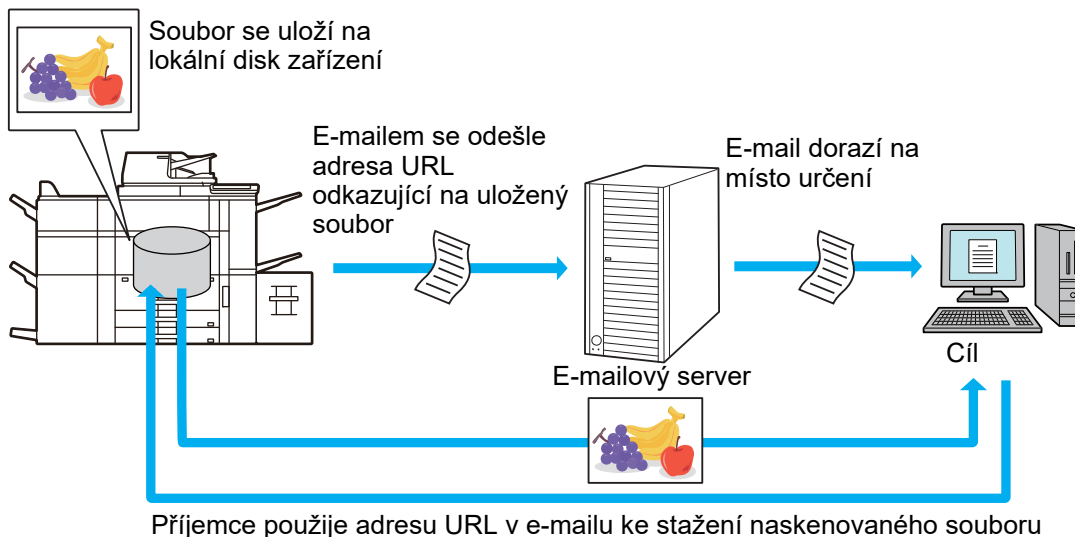 Soubor se uloží na
lokální disk zařízení
E-mailem se odešle
adresa URL
odkazující na uložený
soubor
E-mail dorazí na
místo určení
E-mailový server
Cíl
Příjemce použije adresu URL v e-mailu ke stažení naskenovaného souboru